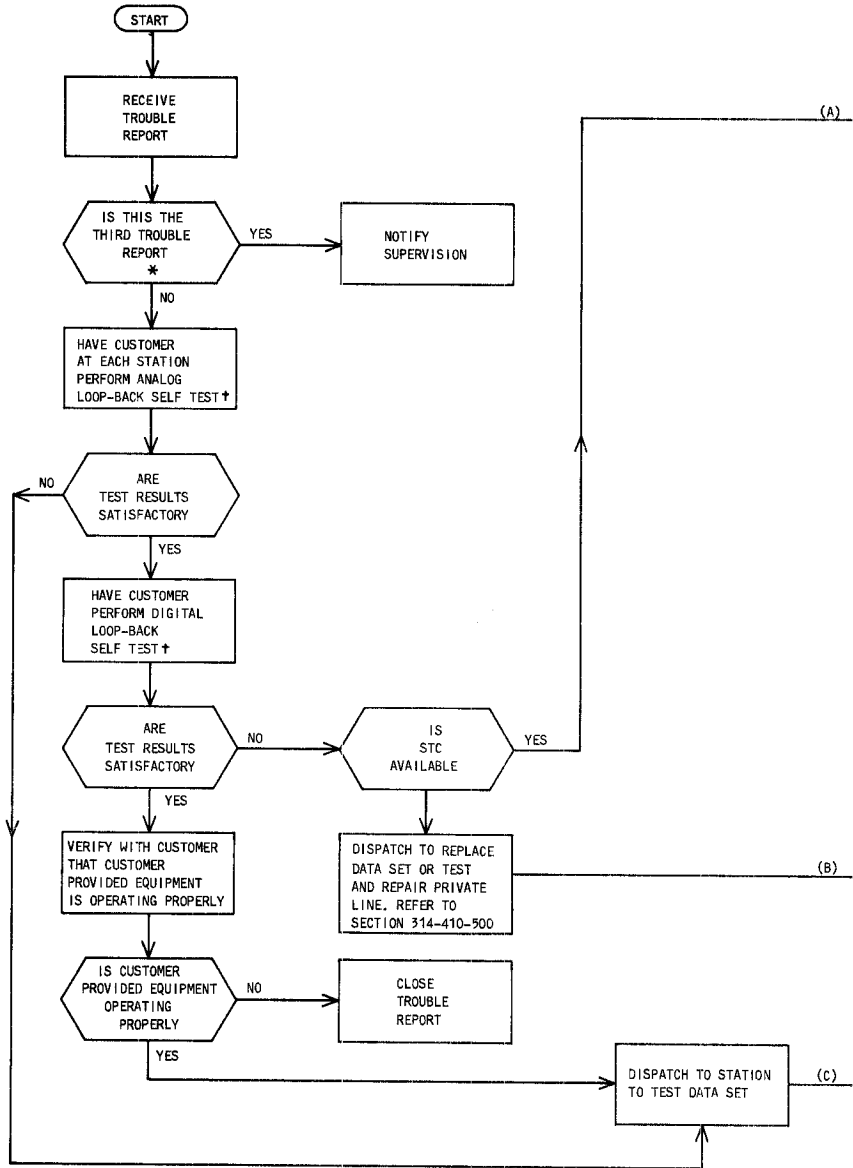 START
RECEIVE
TROUBLE
REPORT
(A)
IS THIS THE
THIRD TROUBLE
REPORT
*
YES
NOTIFY
SUPERVISION
NO
HAVE CUSTOMER
AT EACH STATION
PERFORM ANALOG
LOOP-BACK SELF TEST†
NO
ARE
TEST RESULTS
SATISFACTORY
YES
HAVE CUSTOMER
PERFORM DIGITAL
LOOP-BACK
SELF TEST†
ARE
TEST RESULTS
SATISFACTORY
NO
IS
STC
AVAILABLE
YES
YES
VERIFY WITH CUSTOMER
THAT CUSTOMER
PROVIDED EQUIPMENT
IS OPERATING PROPERLY
DISPATCH TO REPLACE
DATA SET OR TEST
AND REPAIR PRIVATE
LINE. REFER TO
SECTION 314-410-500
(B)
IS CUSTOMER
PROVIDED EQUIPMENT
OPERATING
PROPERLY
NO
CLOSE
TROUBLE
REPORT
YES
DISPATCH TO STATION
TO TEST DATA SET
(C)